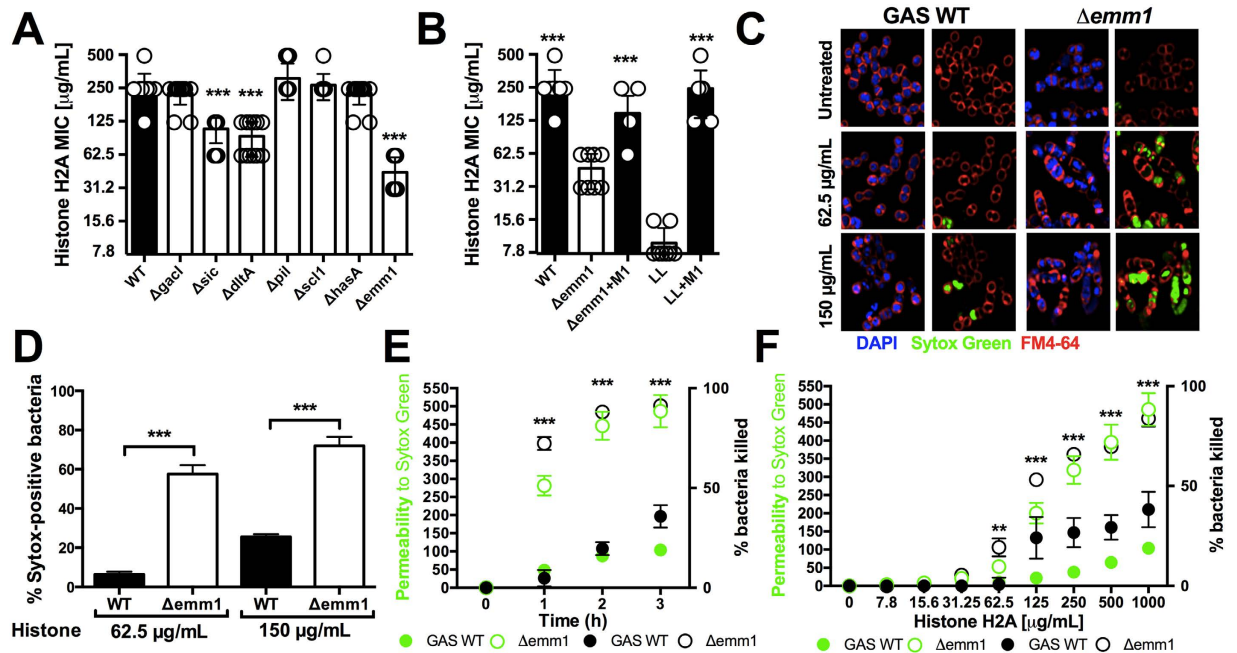 A
Histone H2A MIC [µg/mL]
500
250
125
62.5
31.2
15.6
7.8
***
***
***
WT
ΔgacI
Δsic
ΔdltA
Δpil
Δscl1
ΔhasA
Δemm1
B
Histone H2A MIC [µg/mL]
500
250
125
62.5
31.2
15.6
7.8
***
***
***
WT
Δemm1
Δemm1+M1
LL
LL+M1
C
GAS WT
Δemm1
Untreated
62.5 µg/mL
150 µg/mL
DAPI Sytox Green FM4-64
D
% Sytox-positive bacteria
100
80
60
40
20
0
***
***
WT
Δemm1
WT
Δemm1
Histone
62.5 µg/mL
150 µg/mL
E
Permeability to Sytox Green
550
500
450
400
350
300
250
200
150
100
50
0
***
***
***
100
50
0
% bacteria killed
0
1
2
3
Time (h)
GAS WT
Δemm1
GAS WT
Δemm1
F
Permeability to Sytox Green
550
500
450
400
350
300
250
200
150
100
50
0
**
***
***
***
***
100
50
0
% bacteria killed
0
7.8
15.6
31.25
62.5
125
250
500
1000
Histone H2A [µg/mL]
GAS WT
Δemm1
GAS WT
Δemm1